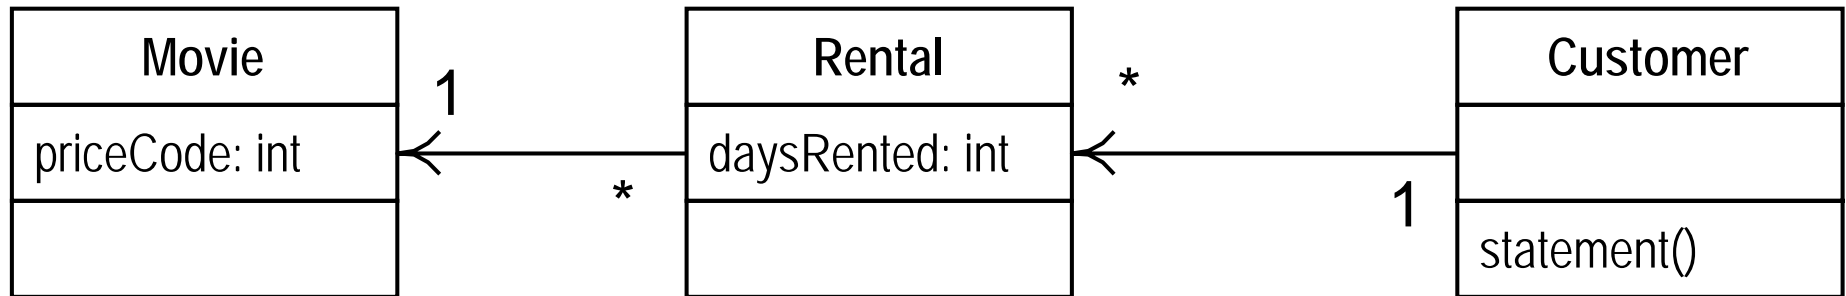 Movie
priceCode: int
1
*
Rental
daysRented: int
*
1
Customer
statement()